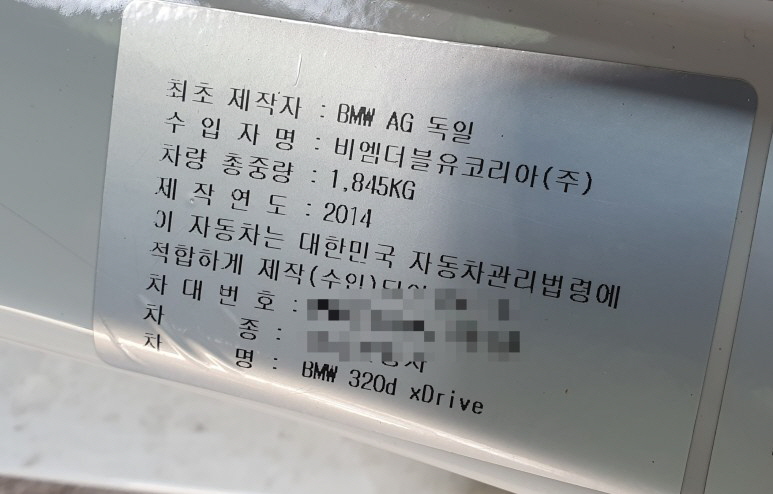 최초 제작자 : BMW AG 독일
수 입 자 명 : 비엠더블유코리아(주)
차량 총중량 : 1,845KG
제 작 연 도 : 2014
이 자동차는 대한민국 자동차관리법령에
적합하게 제작(수입)되
차 대 번 호 :
차 종 :
차 명 : BMW 320d xDrive